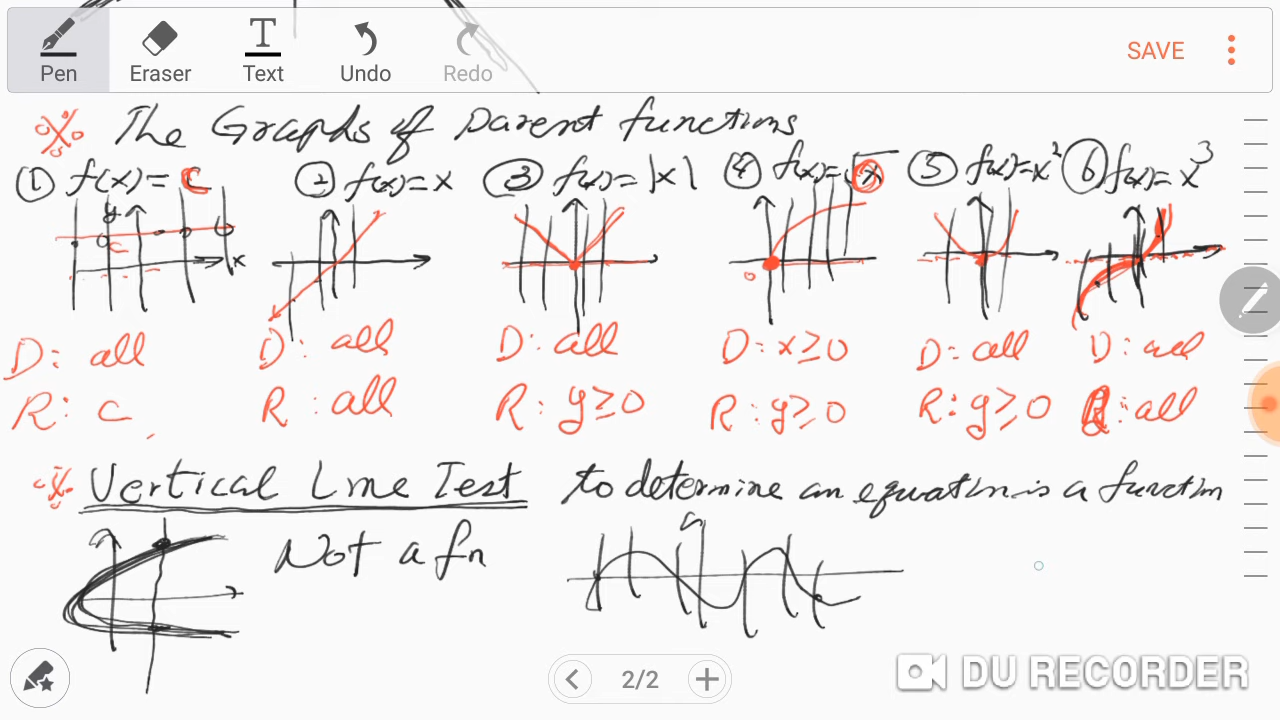 Pen Eraser Text Undo Redo SAVE
※ The Graphs of Parent functions
① f(x) = c ② f(x) = x ③ f(x) = |x| ④ f(x) = √x ⑤ f(x) = x² ⑥ f(x) = x³
y
c
x
0
D: all D: all D: all D: x ≥ 0 D: all D: all
R: c R: all R: y ≥ 0 R: y ≥ 0 R: y ≥ 0 R: all
※ Vertical Line Test to determine an equation is a function
Not a fn
2/2
DU RECORDER